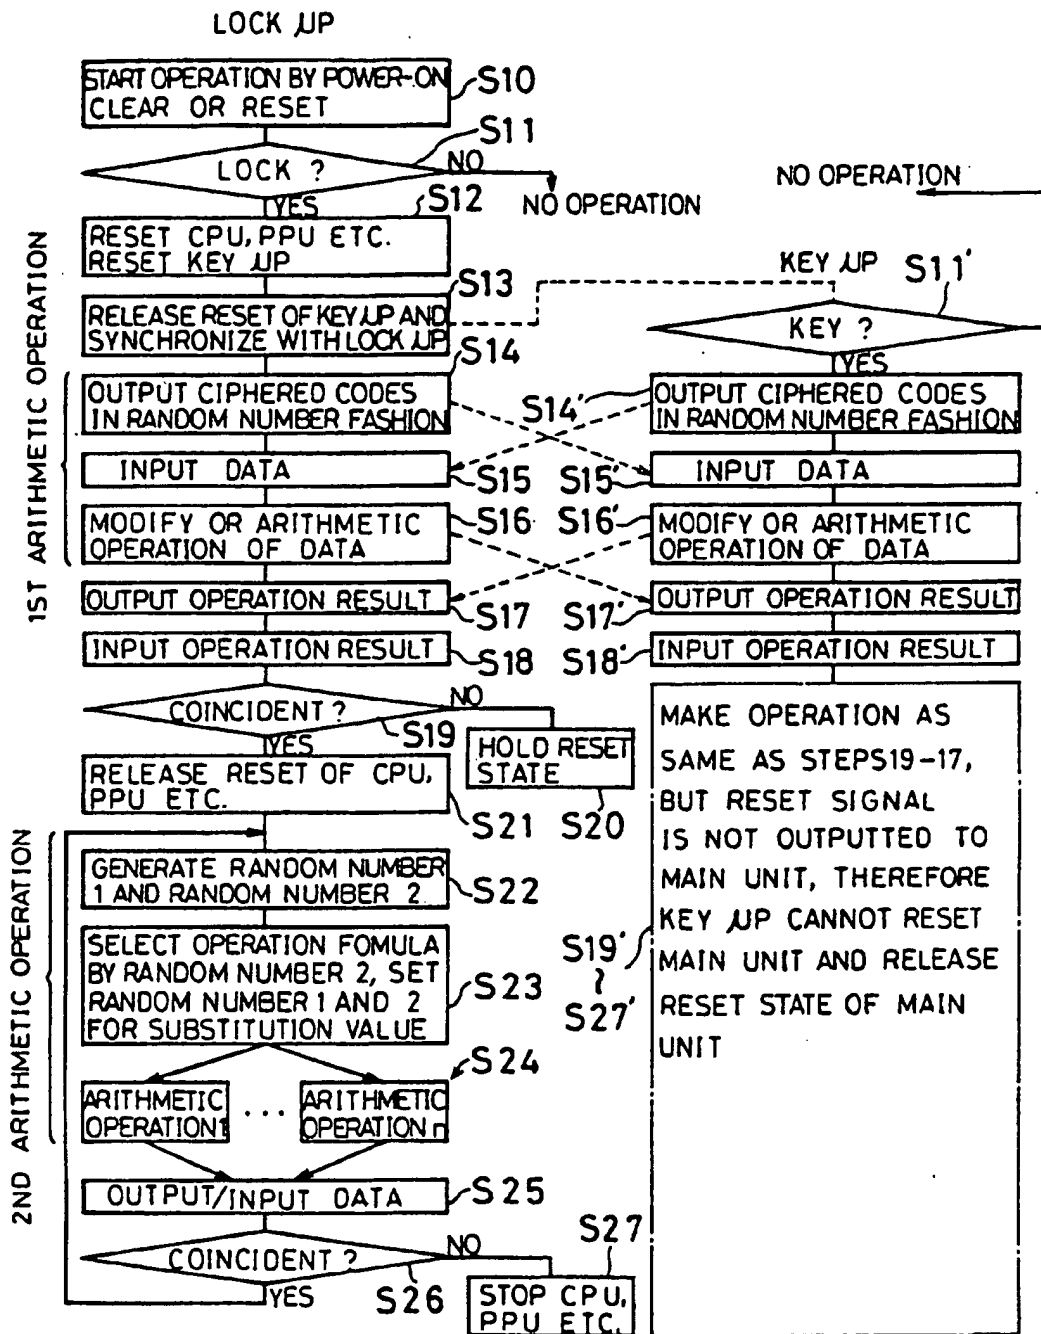 LOCK μP
START OPERATION BY POWER-ON
CLEAR OR RESET
S10
S11
LOCK ?
NO
NO OPERATION
YES
S12
RESET CPU, PPU ETC.
RESET KEY μP
S13
RELEASE RESET OF KEY μP AND
SYNCHRONIZE WITH LOCK μP
S14
1ST ARITHMETIC OPERATION
OUTPUT CIPHERED CODES
IN RANDOM NUMBER FASHION
INPUT DATA
S15
MODIFY OR ARITHMETIC
OPERATION OF DATA
S16
OUTPUT OPERATION RESULT
S17
INPUT OPERATION RESULT
S18
COINCIDENT ?
NO
S19
YES
HOLD RESET
STATE
S20
RELEASE RESET OF CPU,
PPU ETC.
S21
2ND ARITHMETIC OPERATION
GENERATE RANDOM NUMBER
1 AND RANDOM NUMBER 2
S22
SELECT OPERATION FOMULA
BY RANDOM NUMBER 2, SET
RANDOM NUMBER 1 AND 2
FOR SUBSTITUTION VALUE
S23
S24
ARITHMETIC
OPERATION 1
...
ARITHMETIC
OPERATION n
OUTPUT/INPUT DATA
S25
COINCIDENT ?
NO
S26
YES
S27
STOP CPU,
PPU ETC.
NO OPERATION
KEY μP
S11'
KEY ?
YES
S14'
OUTPUT CIPHERED CODES
IN RANDOM NUMBER FASHION
S15'
INPUT DATA
S16'
MODIFY OR ARITHMETIC
OPERATION OF DATA
S17'
OUTPUT OPERATION RESULT
S18'
INPUT OPERATION RESULT
MAKE OPERATION AS
SAME AS STEPS19-17,
BUT RESET SIGNAL
IS NOT OUTPUTTED TO
MAIN UNIT, THEREFORE
KEY μP CANNOT RESET
MAIN UNIT AND RELEASE
RESET STATE OF MAIN
UNIT
S19'
~
S27'